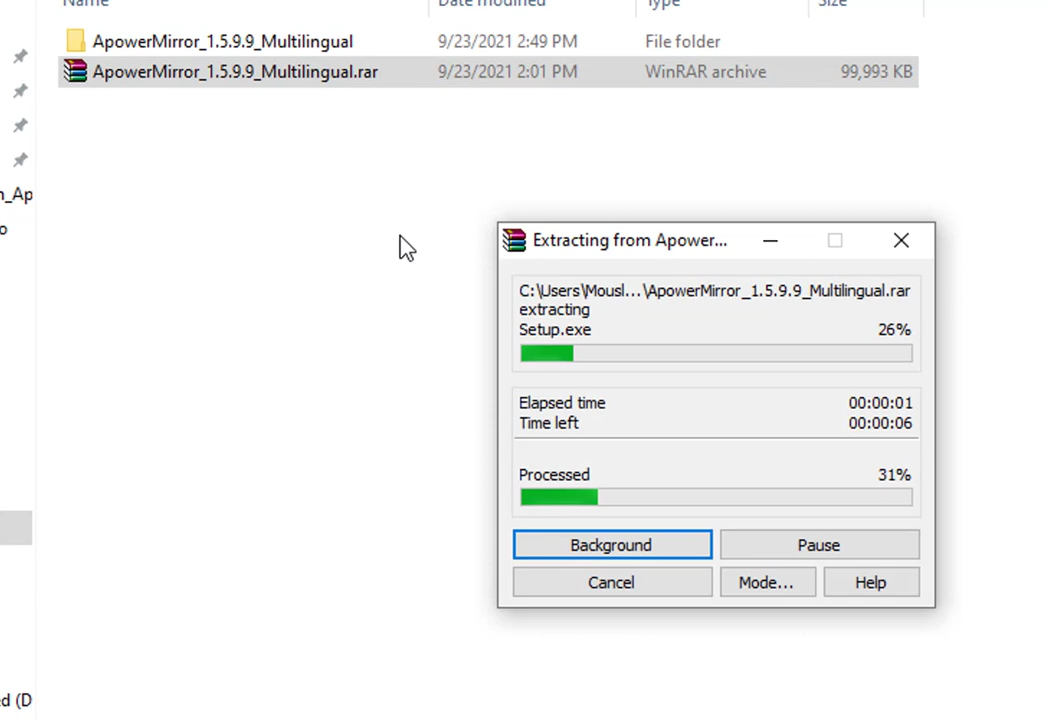 Name Date modified Type Size
ApowerMirror_1.5.9.9_Multilingual 9/23/2021 2:49 PM File folder
ApowerMirror_1.5.9.9_Multilingual.rar 9/23/2021 2:01 PM WinRAR archive 99,993 KB
n_Ap
o
Extracting from Apower...
C:\Users\Mousl...\ApowerMirror_1.5.9.9_Multilingual.rar
extracting
Setup.exe 26%
Elapsed time 00:00:01
Time left 00:00:06
Processed 31%
Background Pause
Cancel Mode... Help
ed (D